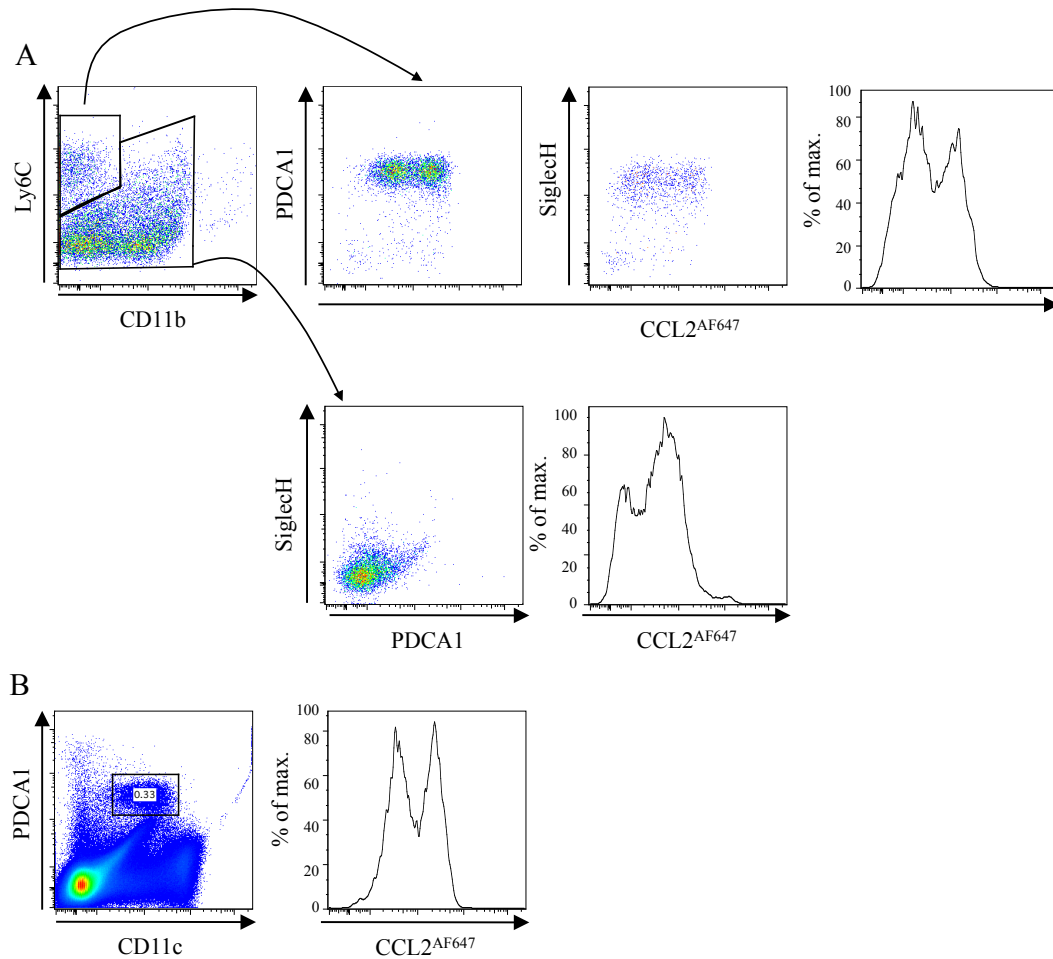 A
Ly6C
CD11b
PDCA1
SiglecH
% of max.
100
80
60
40
20
0
CCL2AF647
SiglecH
PDCA1
% of max.
100
80
60
40
20
0
CCL2AF647
B
PDCA1
0.33
CD11c
% of max.
100
80
60
40
20
0
CCL2AF647